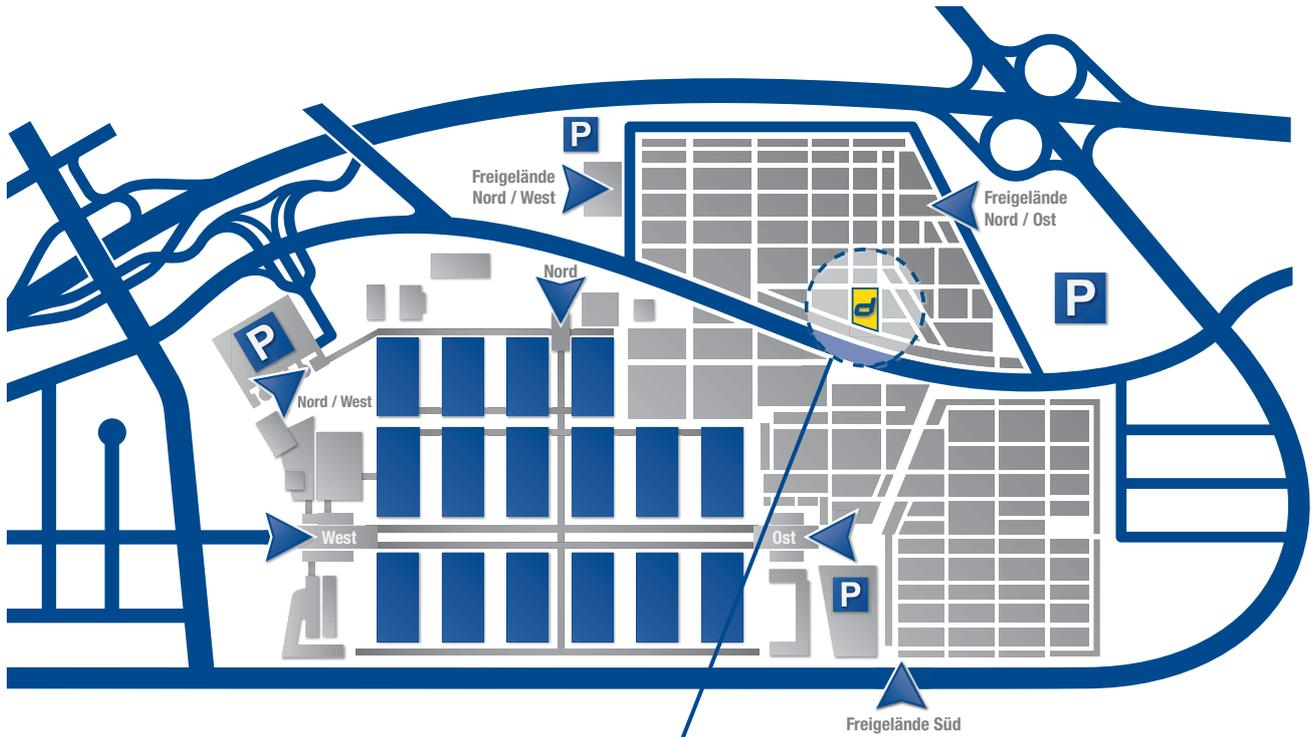 P
Freigelände
Nord / West
Freigelände
Nord / Ost
Nord
d
P
P
Nord / West
West
Ost
P
Freigelände Süd